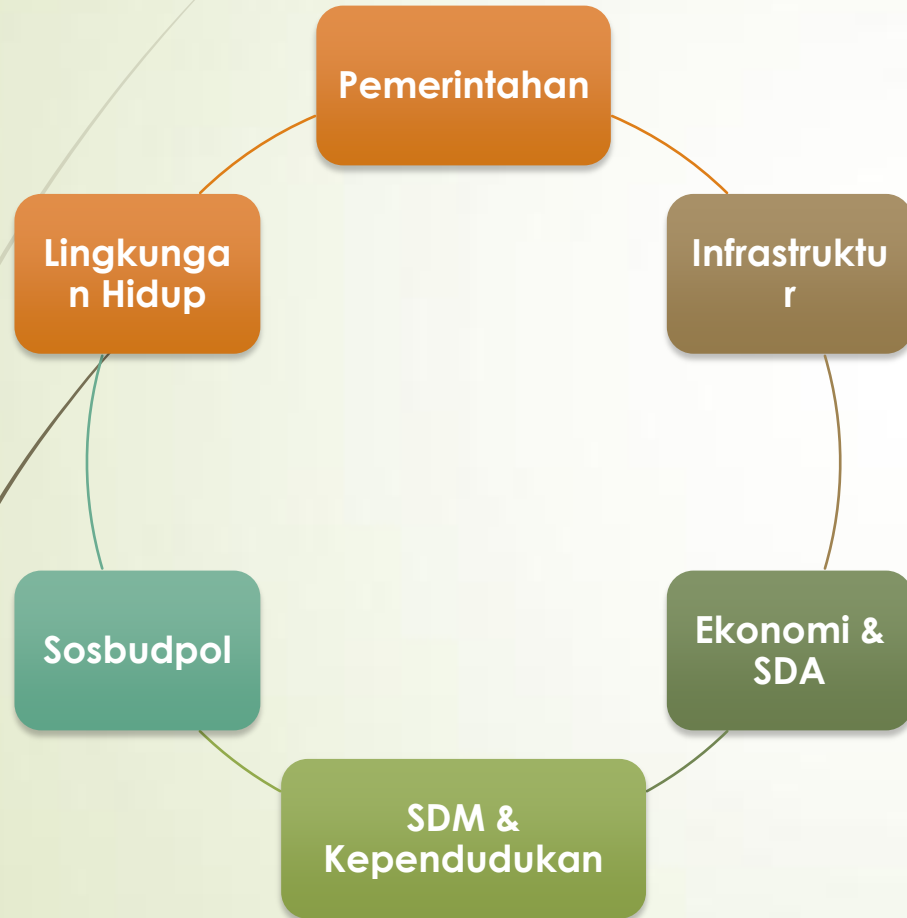 Pemerintahan
Infrastruktu
r
Ekonomi &
SDA
SDM &
Kependudukan
Sosbudpol
Lingkunga
n Hidup